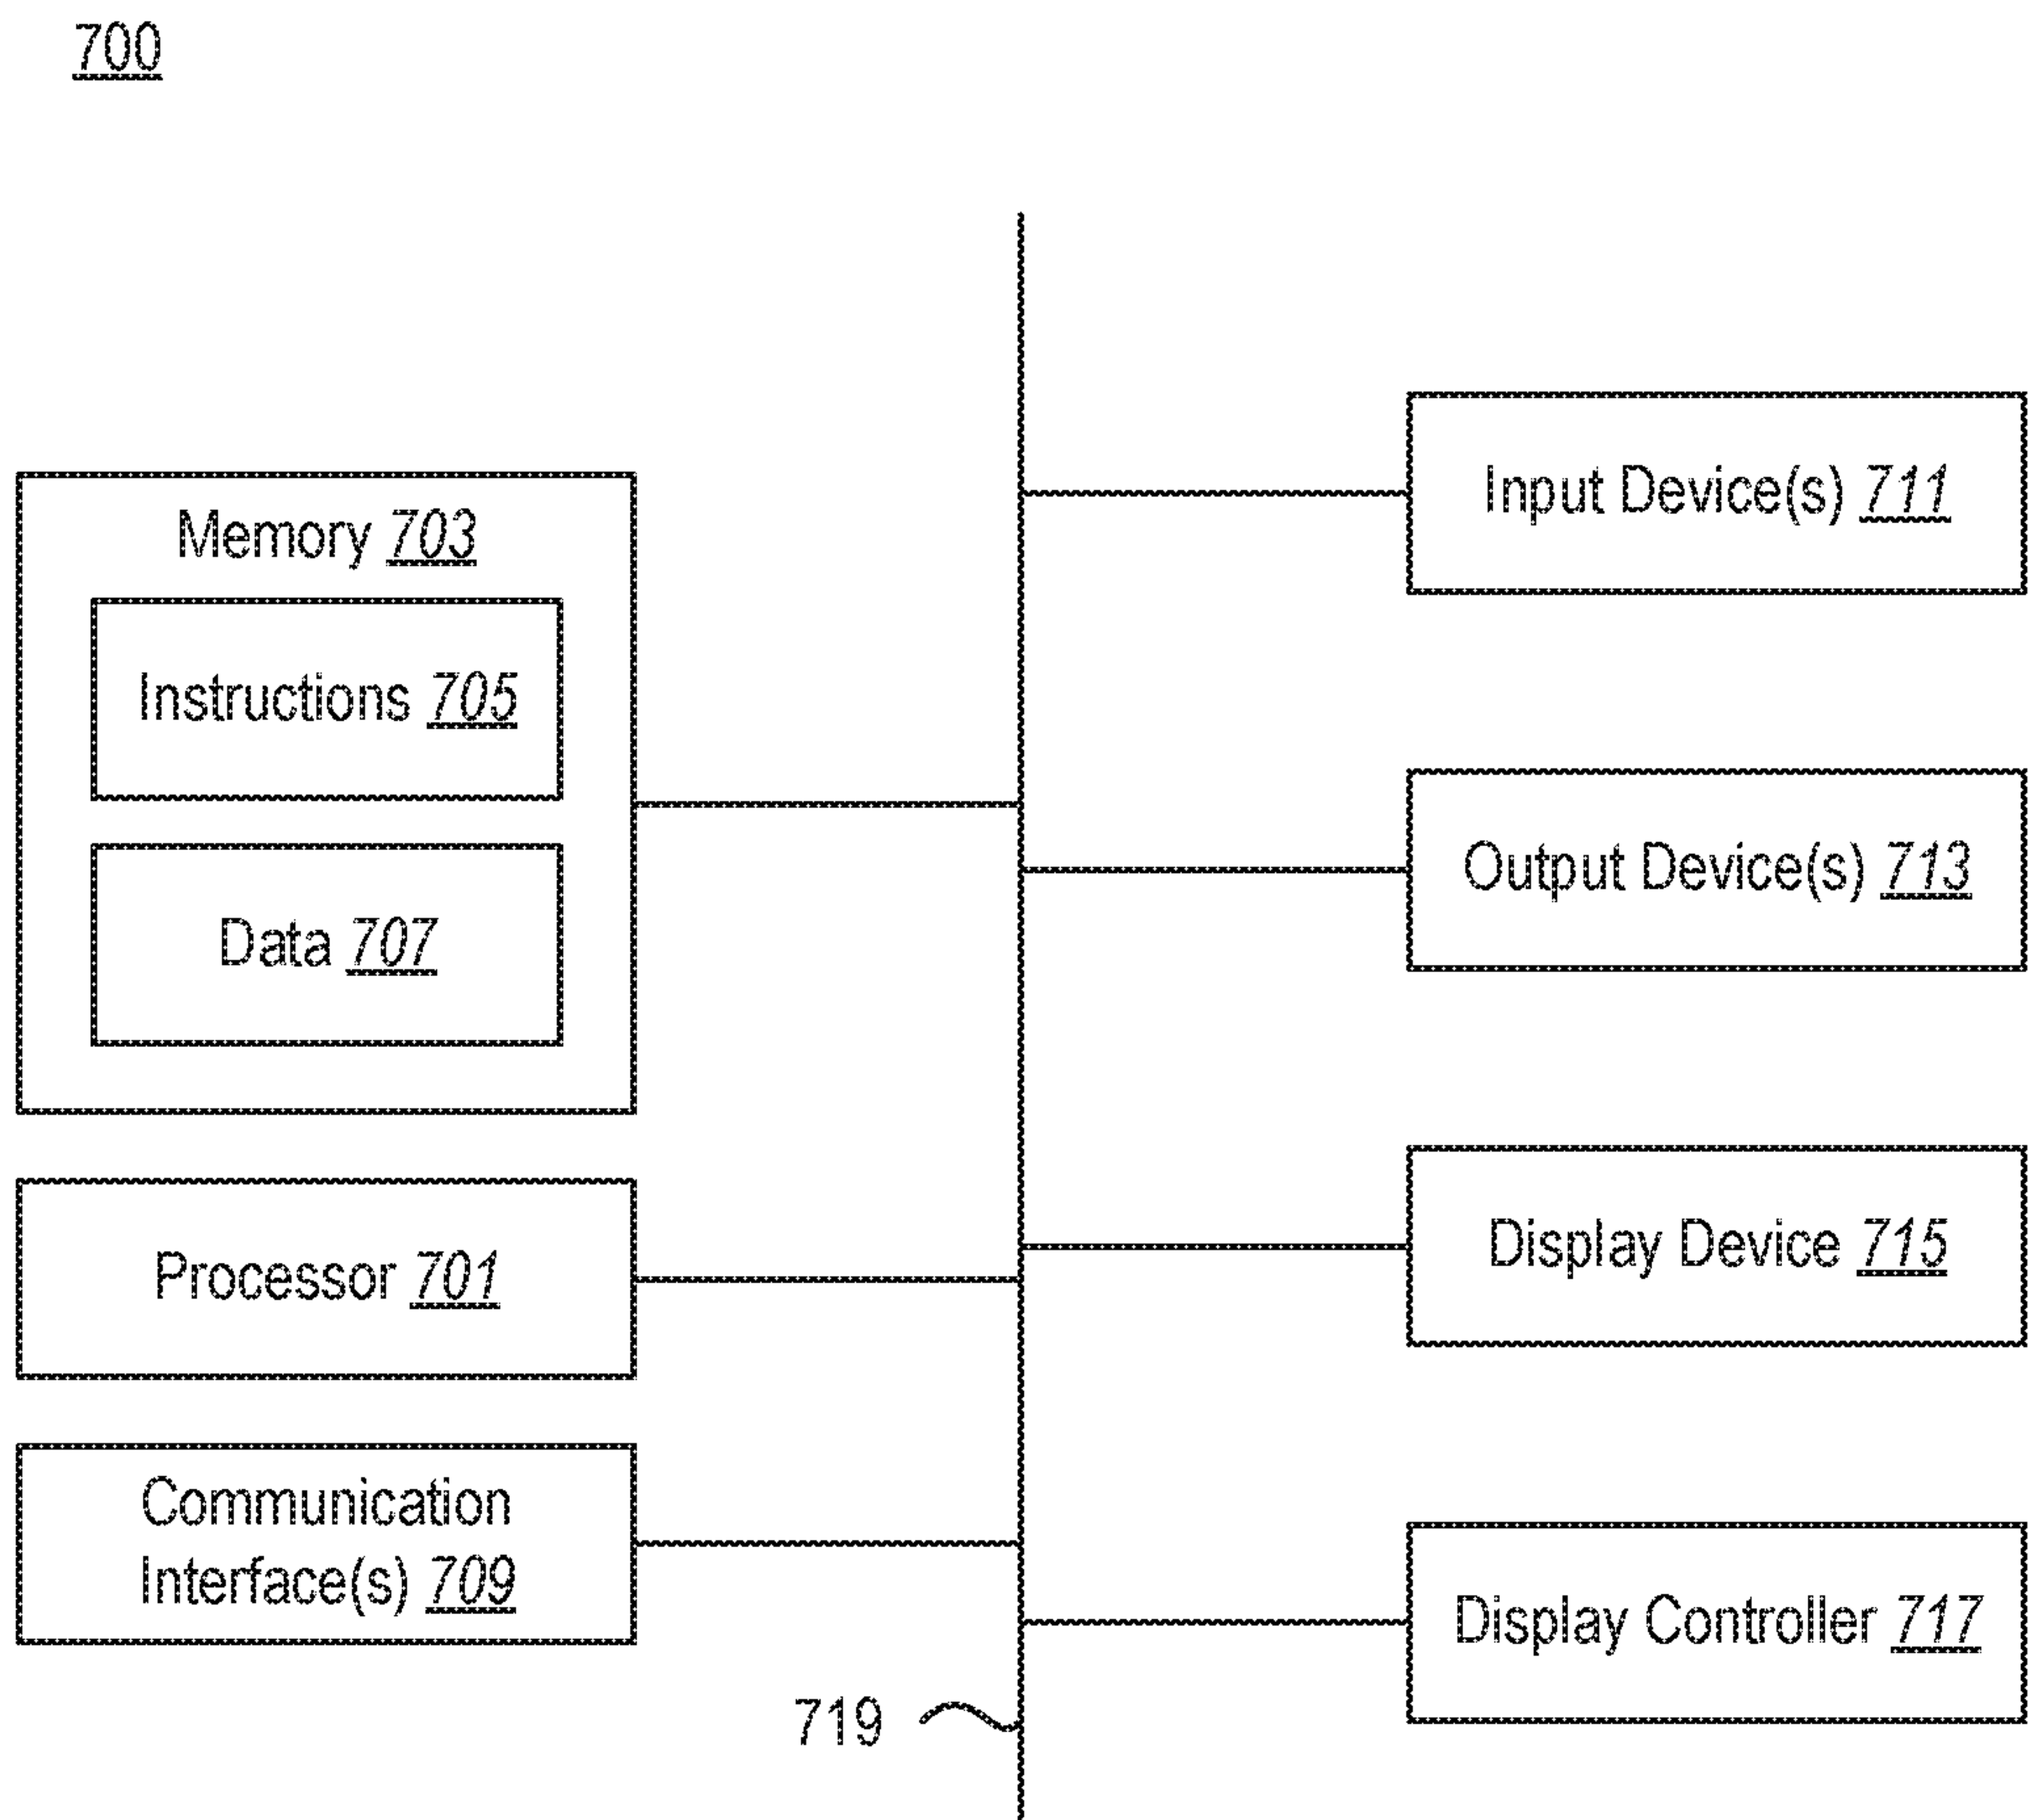 700
Memory 703
Instructions 705
Data 707
Processor 701
Communication
Interface(s) 709
Input Device(s) 711
Output Device(s) 713
Display Device 715
Display Controller 717
719